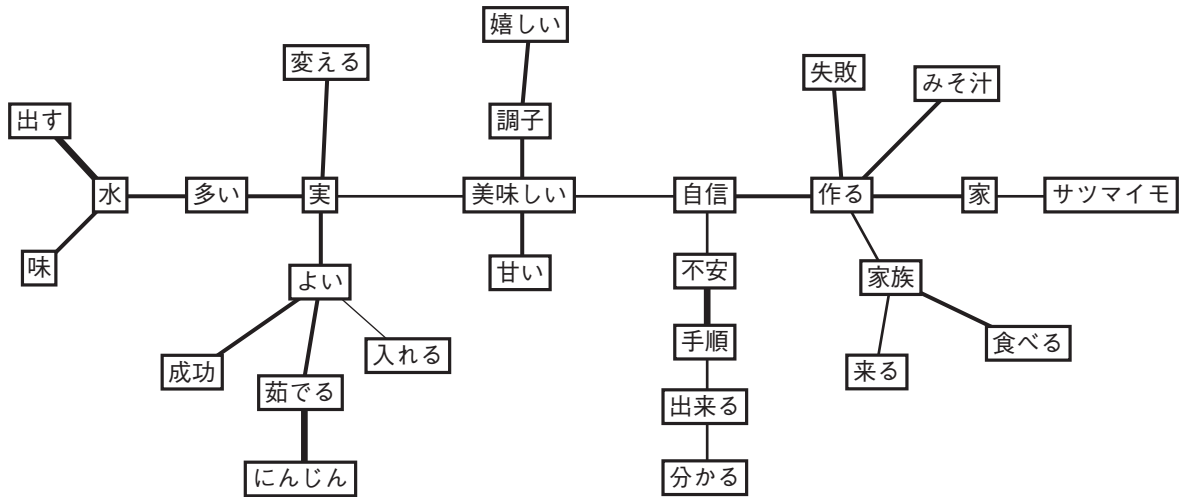 嬉しい
変える
失敗
みそ汁
出す
調子
水
多い
実
美味しい
自信
作る
家
サツマイモ
味
よい
甘い
不安
家族
成功
入れる
手順
食べる
来る
茹でる
出来る
にんじん
分かる